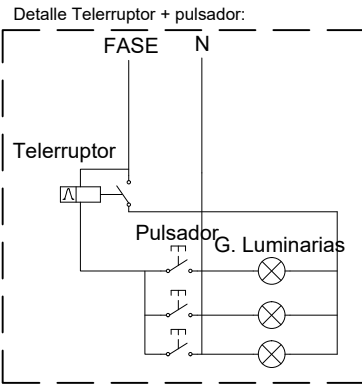 Detalle Telerruptor + pulsador:
FASE N
Telerruptor
Pulsador
G. Luminarias